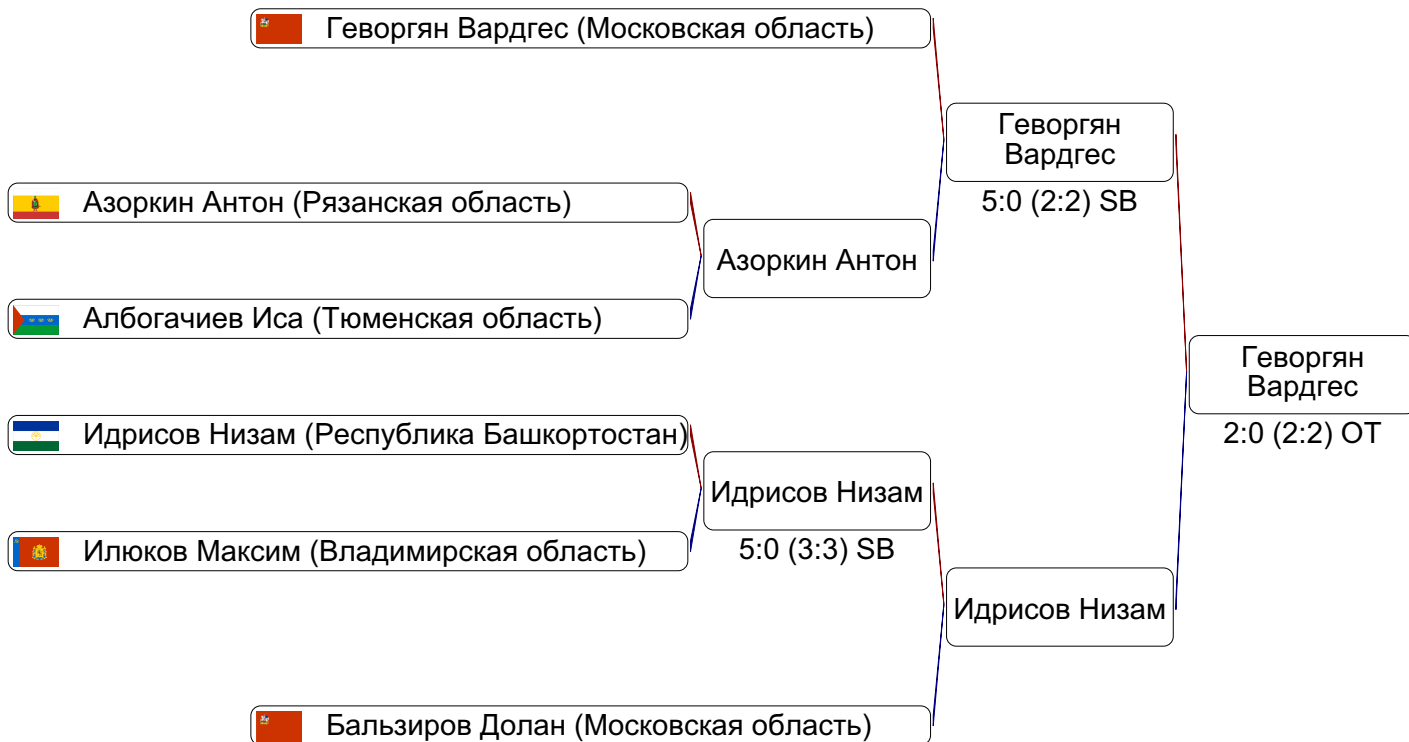 Геворгян Вардгес (Московская область)
Геворгян
Вардгес
5:0 (2:2) SB
Азоркин Антон (Рязанская область)
Азоркин Антон
Албогачиев Иса (Тюменская область)
Геворгян
Вардгес
2:0 (2:2) OT
Идрисов Низам (Республика Башкортостан)
Идрисов Низам
5:0 (3:3) SB
Илюков Максим (Владимирская область)
Идрисов Низам
Бальзиров Долан (Московская область)